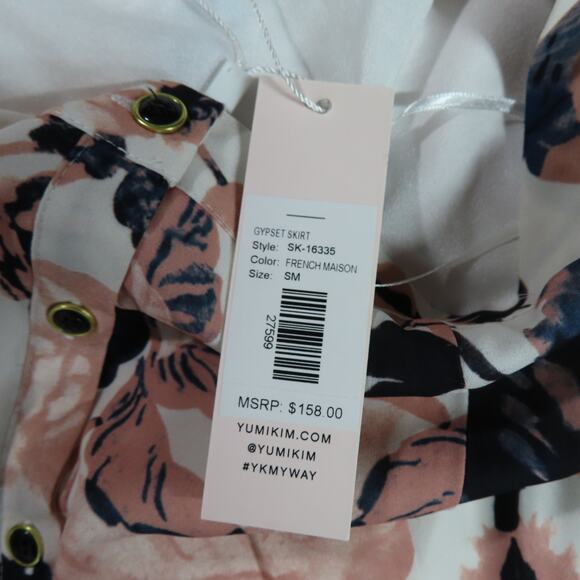 GYPSET SKIRT
Style: SK-16335
Color: FRENCH MAISON
Size: SM
27599
MSRP: $158.00
YUMIKIM.COM
@YUMIKIM
#YKMYWAY